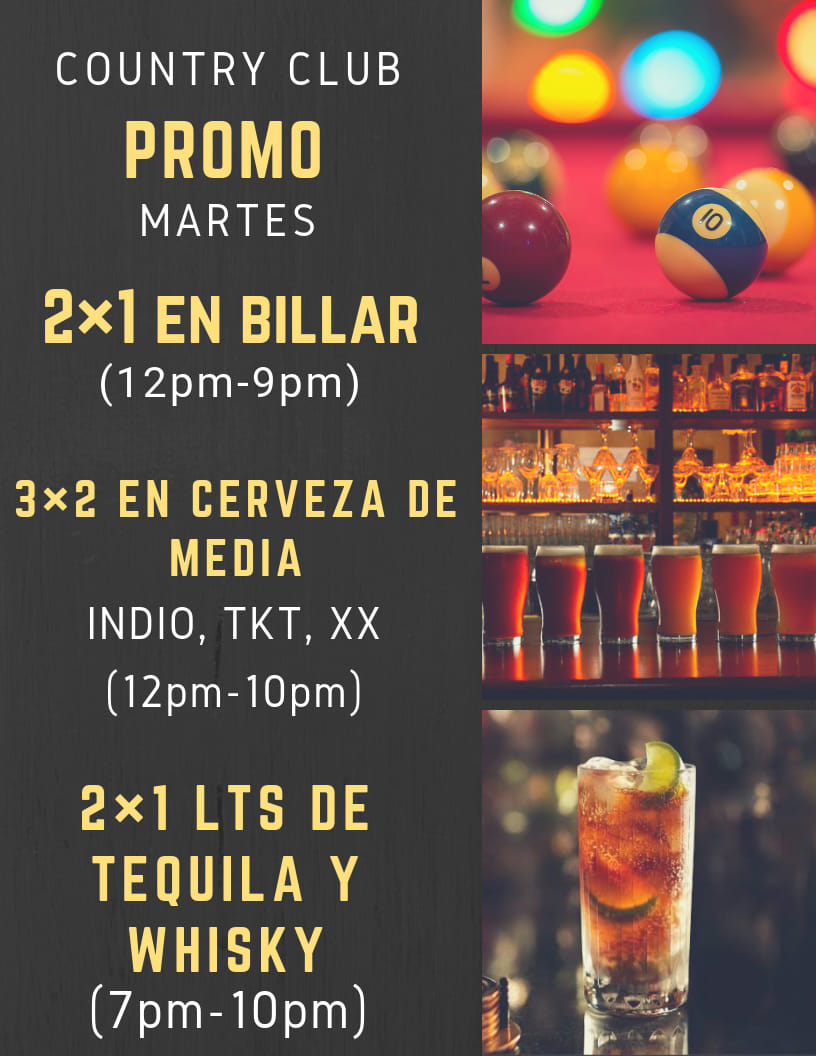 COUNTRY CLUB
PROMO
MARTES
2×1 EN BILLAR
(12pm-9pm)
3×2 EN CERVEZA DE
MEDIA
INDIO, TKT, XX
(12pm-10pm)
2×1 LTS DE
TEQUILA Y
WHISKY
(7pm-10pm)
10